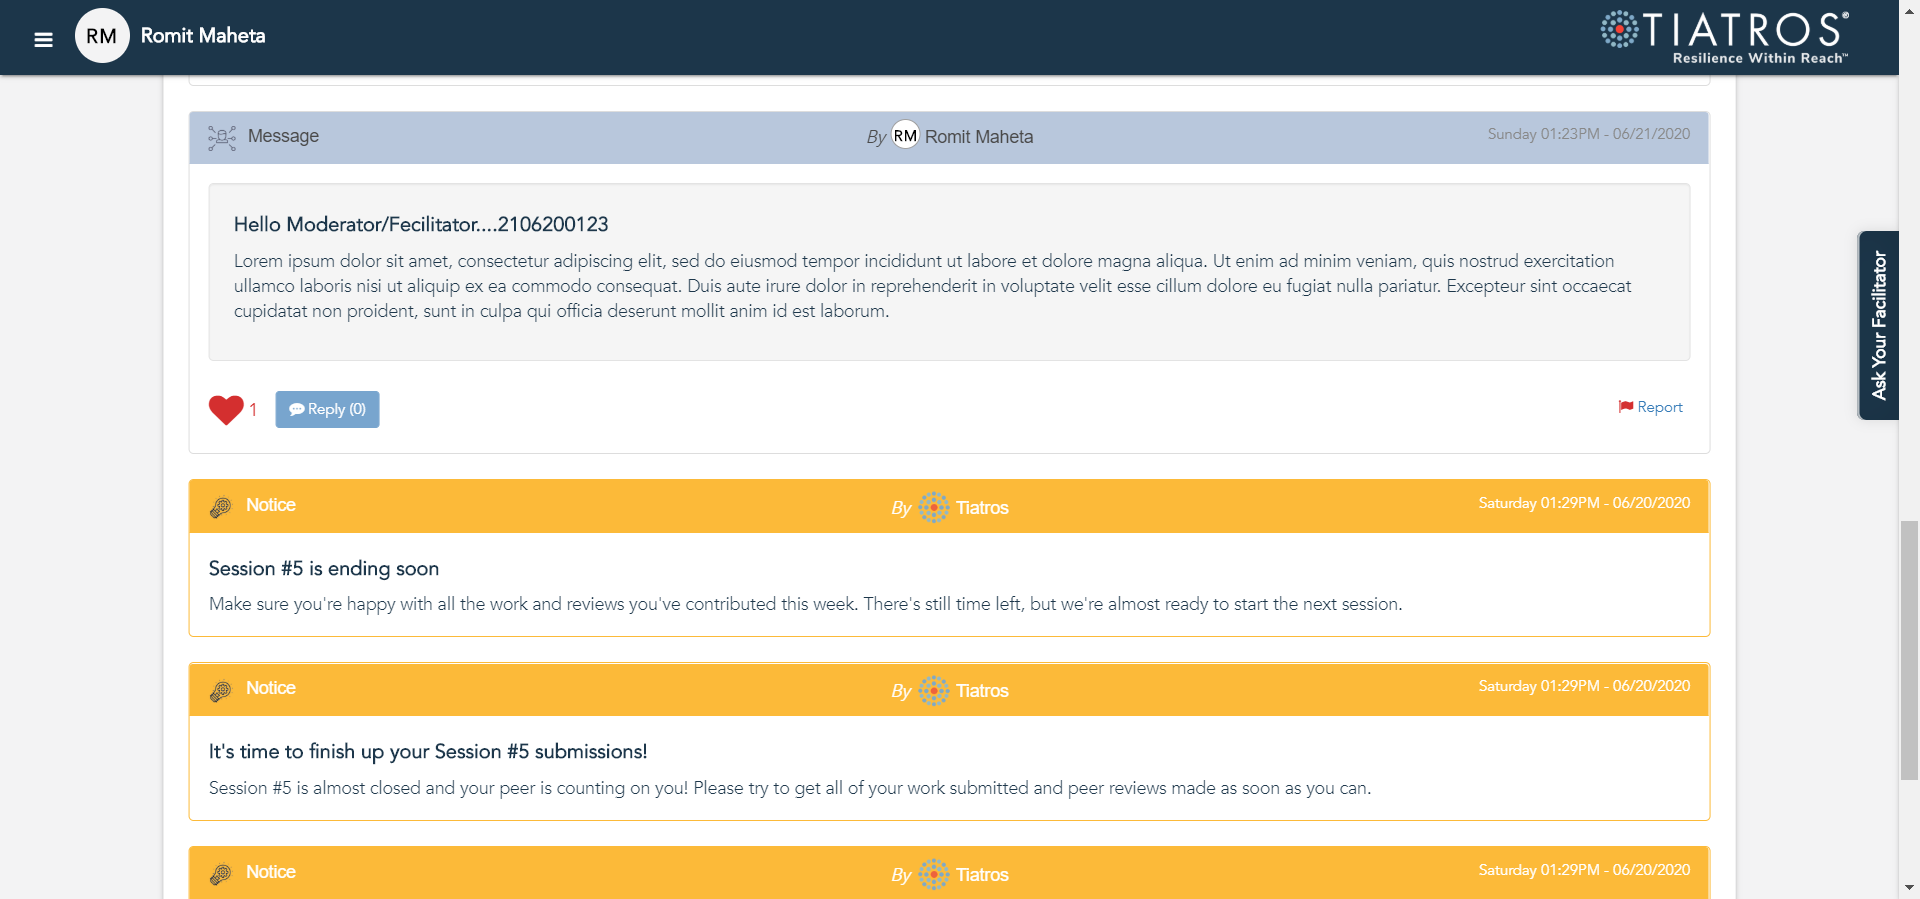 RM Romit Maheta
TIATROS®
Resilience Within Reach™
Message By RM Romit Maheta Sunday 01:23PM - 06/21/2020
Hello Moderator/Fecilitator....2106200123
Lorem ipsum dolor sit amet, consectetur adipiscing elit, sed do eiusmod tempor incididunt ut labore et dolore magna aliqua. Ut enim ad minim veniam, quis nostrud exercitation
ullamco laboris nisi ut aliquip ex ea commodo consequat. Duis aute irure dolor in reprehenderit in voluptate velit esse cillum dolore eu fugiat nulla pariatur. Excepteur sint occaecat
cupidatat non proident, sunt in culpa qui officia deserunt mollit anim id est laborum.
1 Reply (0) Report
Ask Your Facilitator
Notice By Tiatros Saturday 01:29PM - 06/20/2020
Session #5 is ending soon
Make sure you're happy with all the work and reviews you've contributed this week. There's still time left, but we're almost ready to start the next session.
Notice By Tiatros Saturday 01:29PM - 06/20/2020
It's time to finish up your Session #5 submissions!
Session #5 is almost closed and your peer is counting on you! Please try to get all of your work submitted and peer reviews made as soon as you can.
Notice By Tiatros Saturday 01:29PM - 06/20/2020